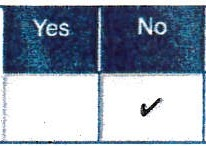 Yes No
✓